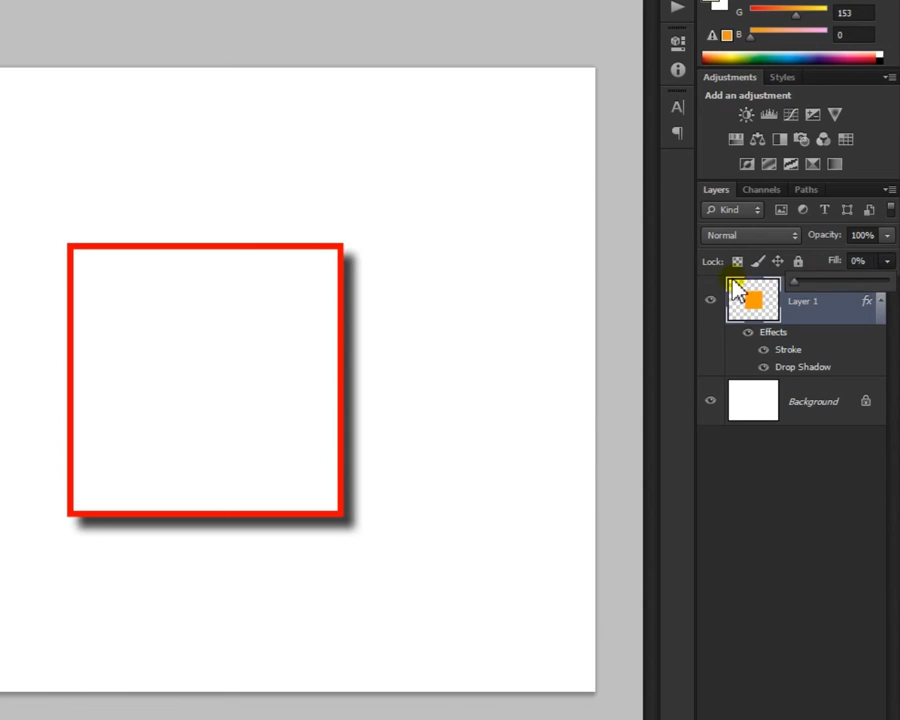 G 153
B 0
Adjustments Styles
Add an adjustment
A
Layers Channels Paths
Kind T
Normal Opacity: 100%
Lock: Fill: 0%
Layer 1 fx
Effects
Stroke
Drop Shadow
Background